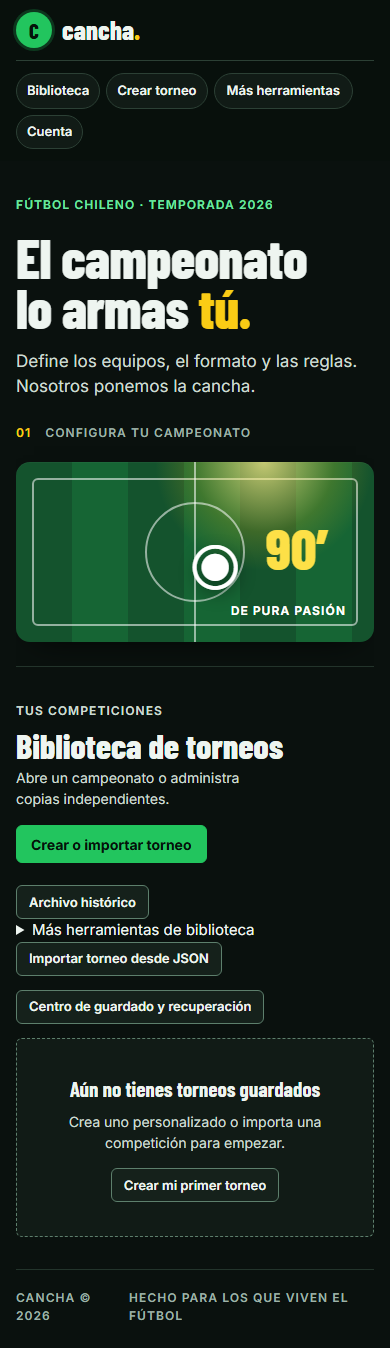 C cancha.
Biblioteca Crear torneo Más herramientas
Cuenta
FÚTBOL CHILENO · TEMPORADA 2026
El campeonato
lo armas tú.
Define los equipos, el formato y las reglas.
Nosotros ponemos la cancha.
01 CONFIGURA TU CAMPEONATO
90′
DE PURA PASIÓN
TUS COMPETICIONES
Biblioteca de torneos
Abre un campeonato o administra
copias independientes.
Crear o importar torneo
Archivo histórico
Más herramientas de biblioteca
Importar torneo desde JSON
Centro de guardado y recuperación
Aún no tienes torneos guardados
Crea uno personalizado o importa una
competición para empezar.
Crear mi primer torneo
CANCHA ©
2026
HECHO PARA LOS QUE VIVEN EL
FÚTBOL